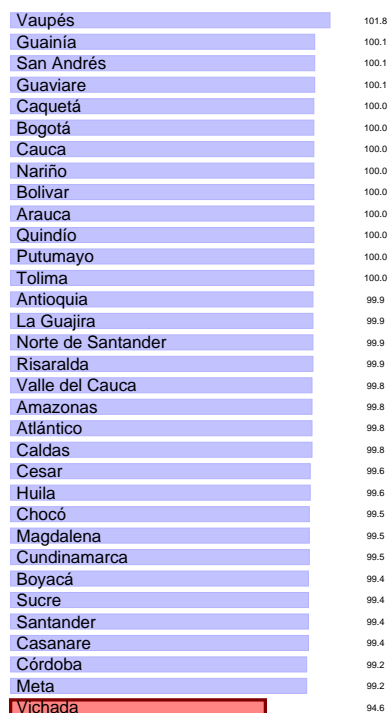 Vaupés 101.8
Guainía 100.1
San Andrés 100.1
Guaviare 100.1
Caquetá 100.0
Bogotá 100.0
Cauca 100.0
Nariño 100.0
Bolivar 100.0
Arauca 100.0
Quindío 100.0
Putumayo 100.0
Tolima 100.0
Antioquia 99.9
La Guajira 99.9
Norte de Santander 99.9
Risaralda 99.9
Valle del Cauca 99.8
Amazonas 99.8
Atlántico 99.8
Caldas 99.8
Cesar 99.6
Huila 99.6
Chocó 99.5
Magdalena 99.5
Cundinamarca 99.5
Boyacá 99.4
Sucre 99.4
Santander 99.4
Casanare 99.4
Córdoba 99.2
Meta 99.2
Vichada 94.6